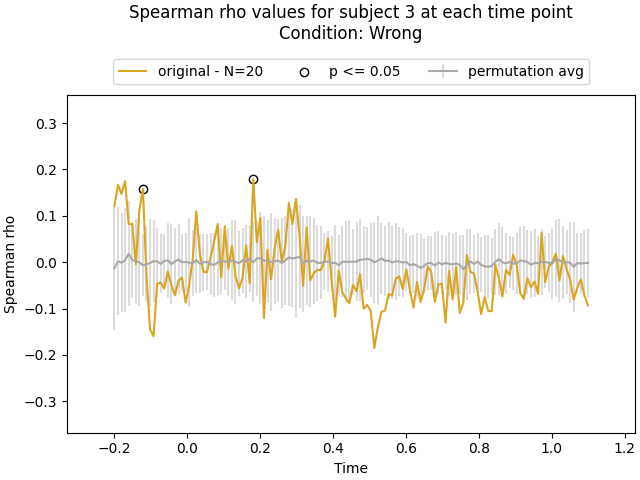 Spearman rho values for subject 3 at each time point
Condition: Wrong
original - N=20
p <= 0.05
permutation avg
0.3
0.2
0.1
0.0
−0.1
−0.2
−0.3
Spearman rho
−0.2
0.0
0.2
0.4
0.6
0.8
1.0
1.2
Time